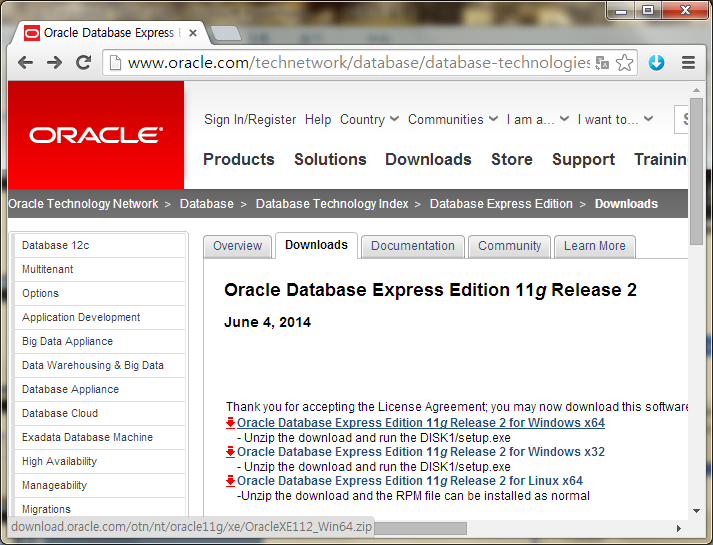 Oracle Database Express E
www.oracle.com/technetwork/database/database-technologies
ORACLE
Sign In/Register Help Country Communities I am a... I want to...
Products Solutions Downloads Store Support Trainin
Oracle Technology Network > Database > Database Technology Index > Database Express Edition > Downloads
Database 12c
Multitenant
Options
Application Development
Big Data Appliance
Data Warehousing & Big Data
Database Appliance
Database Cloud
Exadata Database Machine
High Availability
Manageability
Migrations
Overview Downloads Documentation Community Learn More
Oracle Database Express Edition 11g Release 2
June 4, 2014
Thank you for accepting the License Agreement; you may now download this software
Oracle Database Express Edition 11g Release 2 for Windows x64
- Unzip the download and run the DISK1/setup.exe
Oracle Database Express Edition 11g Release 2 for Windows x32
- Unzip the download and run the DISK1/setup.exe
Oracle Database Express Edition 11g Release 2 for Linux x64
-Unzip the download and the RPM file can be installed as normal
download.oracle.com/otn/nt/oracle11g/xe/OracleXE112_Win64.zip